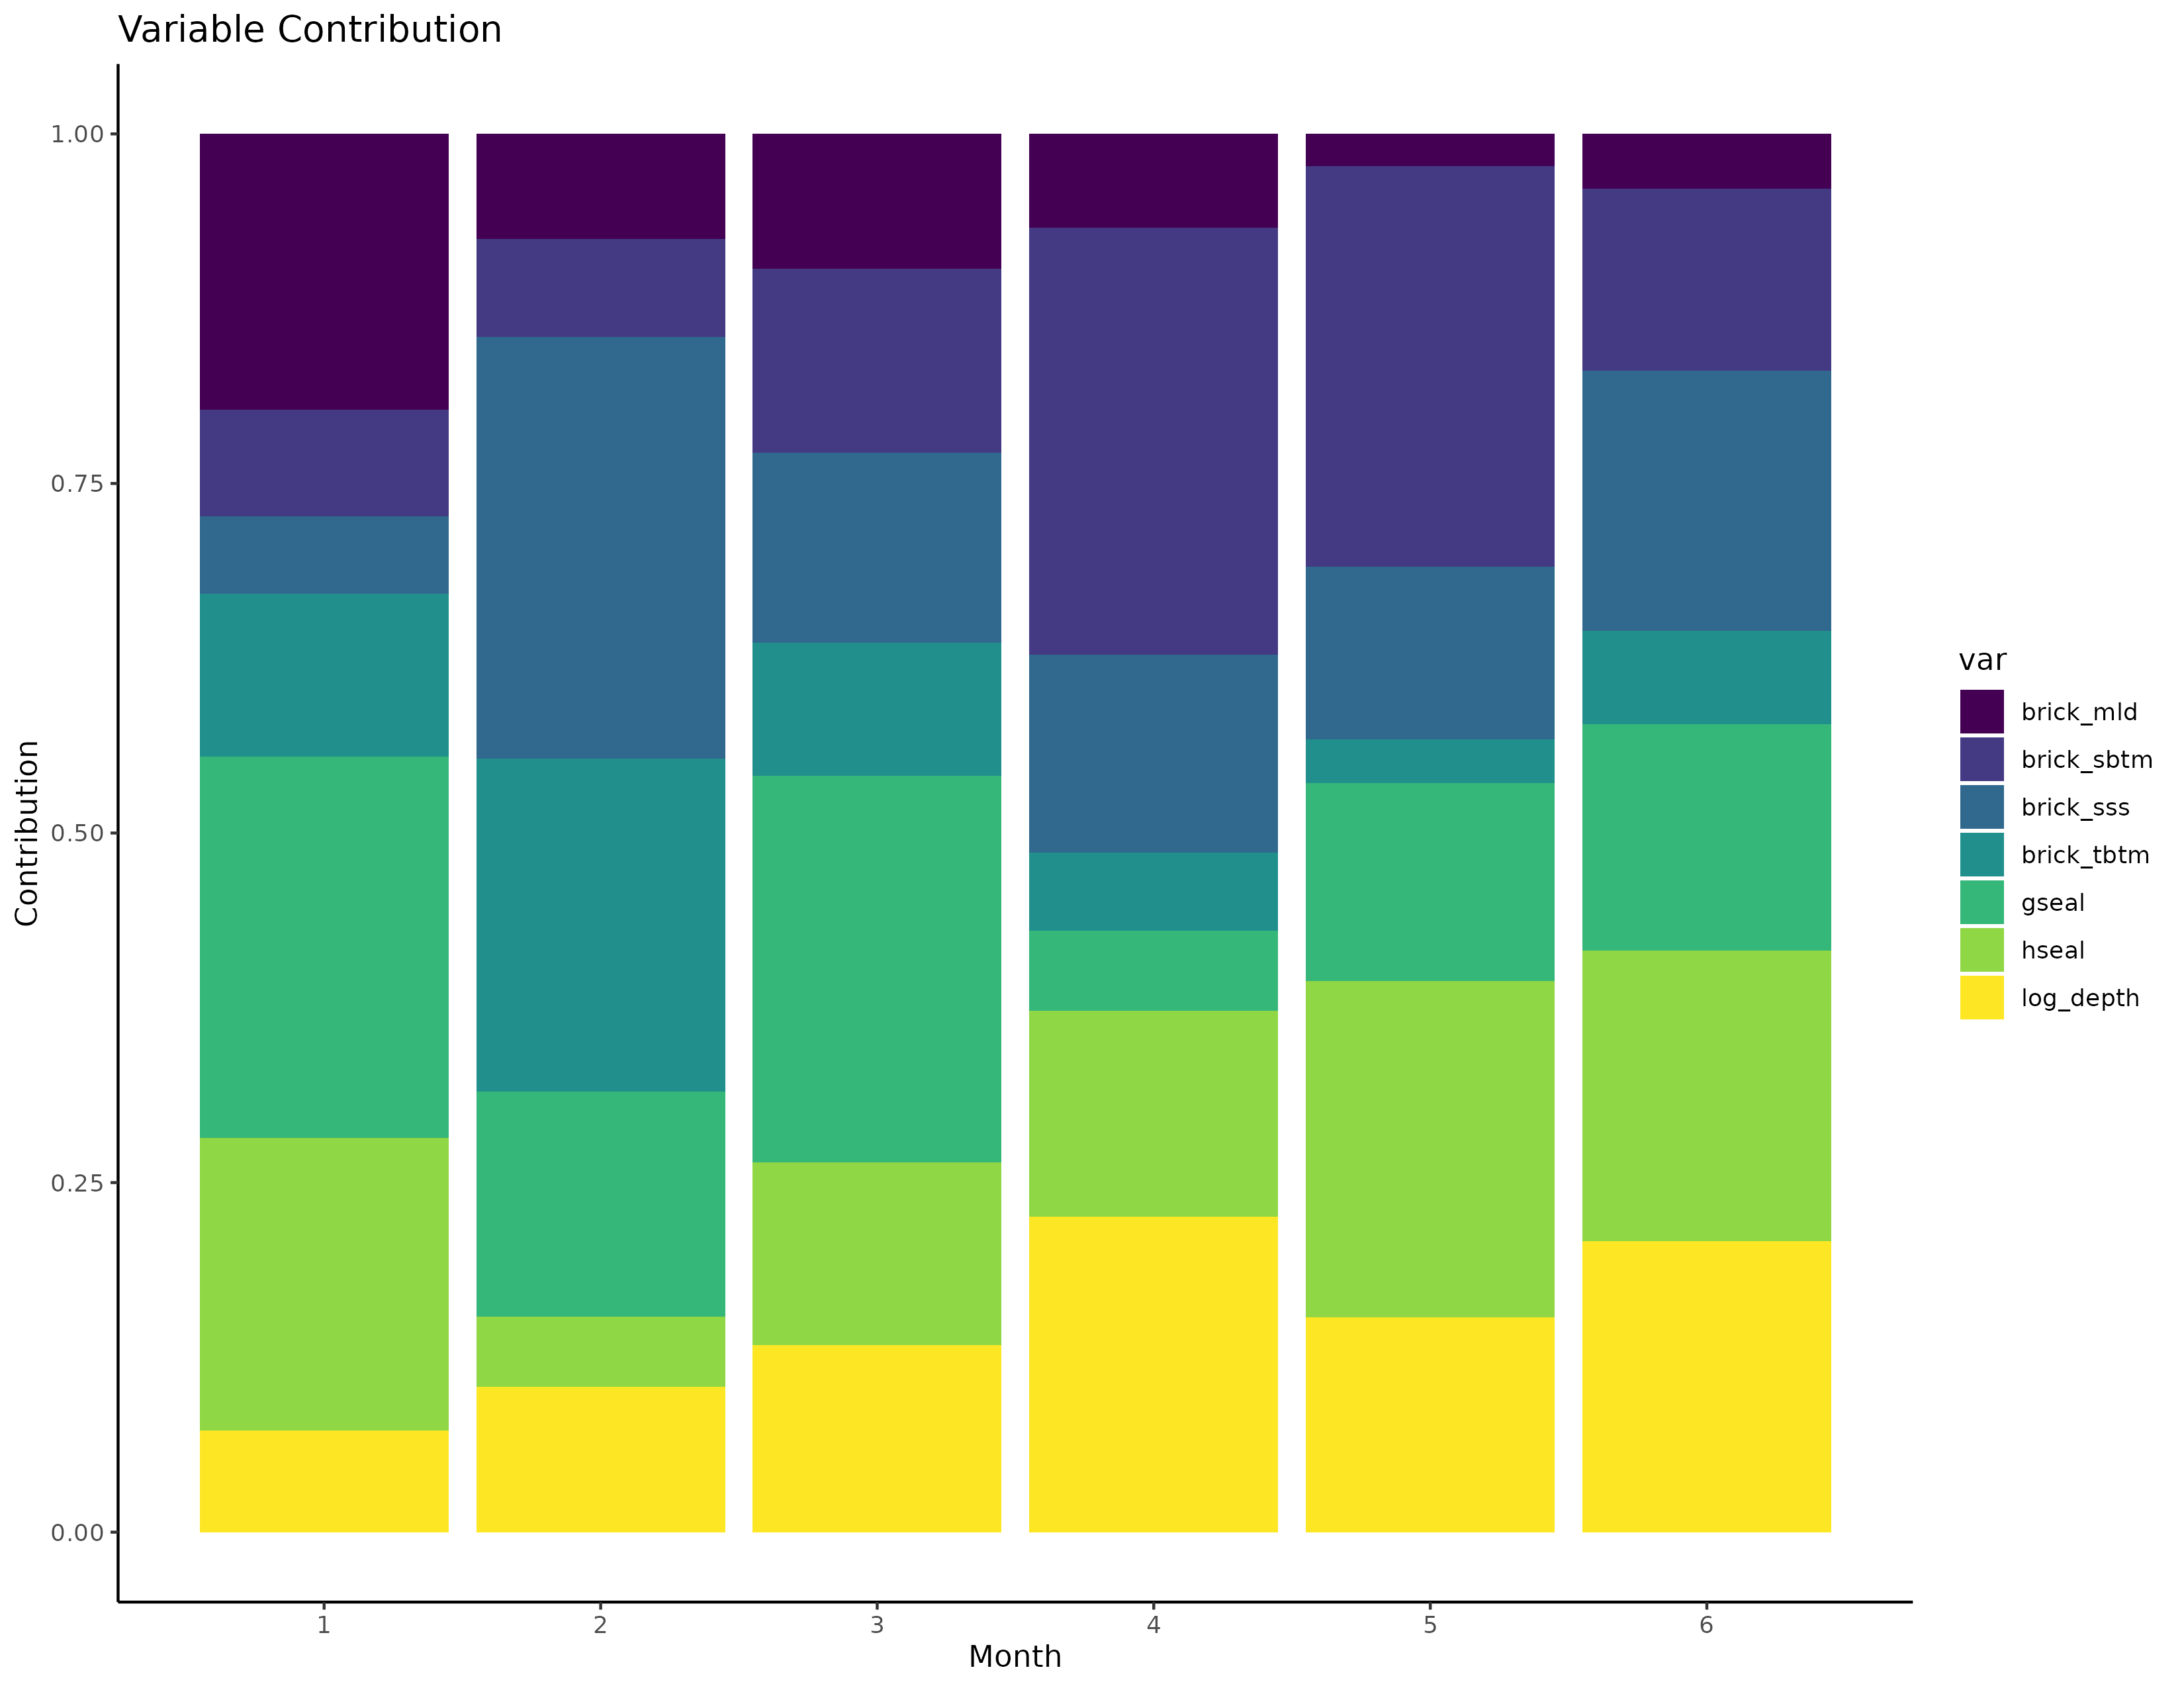 Variable Contribution
1.00
0.75
0.50
0.25
0.00
Contribution
1 2 3 4 5 6
Month
var
brick_mld
brick_sbtm
brick_sss
brick_tbtm
gseal
hseal
log_depth